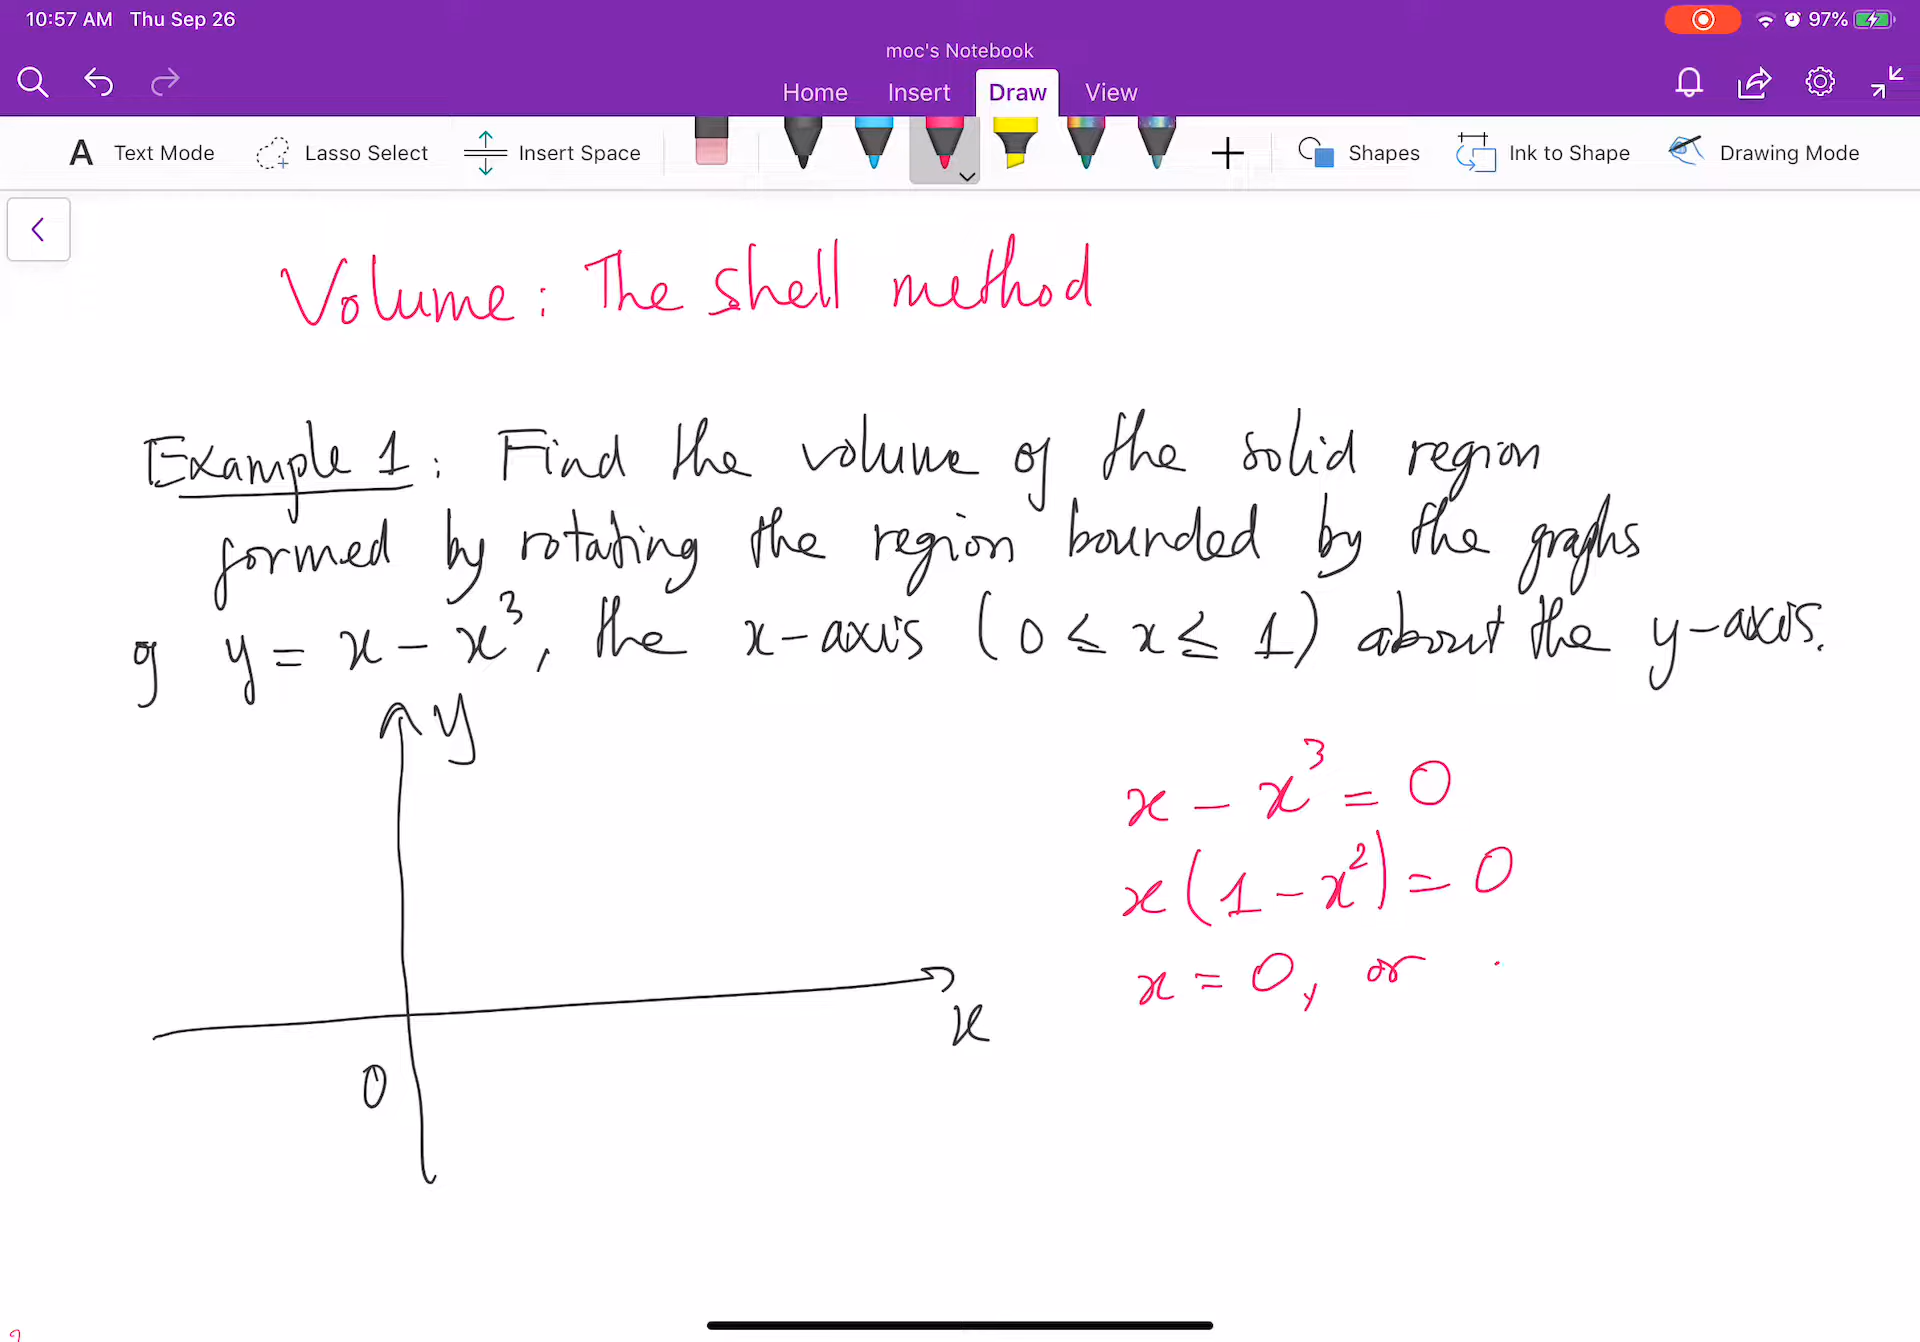 10:57 AM Thu Sep 26
97%
moc's Notebook
Home Insert Draw View
A Text Mode Lasso Select Insert Space Shapes Ink to Shape Drawing Mode
Volume: The shell method
Example 1: Find the volume of the solid region
formed by rotating the region bounded by the graphs
of y = x - x³, the x-axis (0 ≤ x ≤ 1) about the y-axis.
y
x - x³ = 0
x(1 - x²) = 0
x = 0, or
x
0